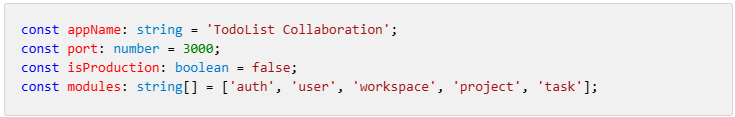 const appName: string = 'TodoList Collaboration';
const port: number = 3000;
const isProduction: boolean = false;
const modules: string[] = ['auth', 'user', 'workspace', 'project', 'task'];